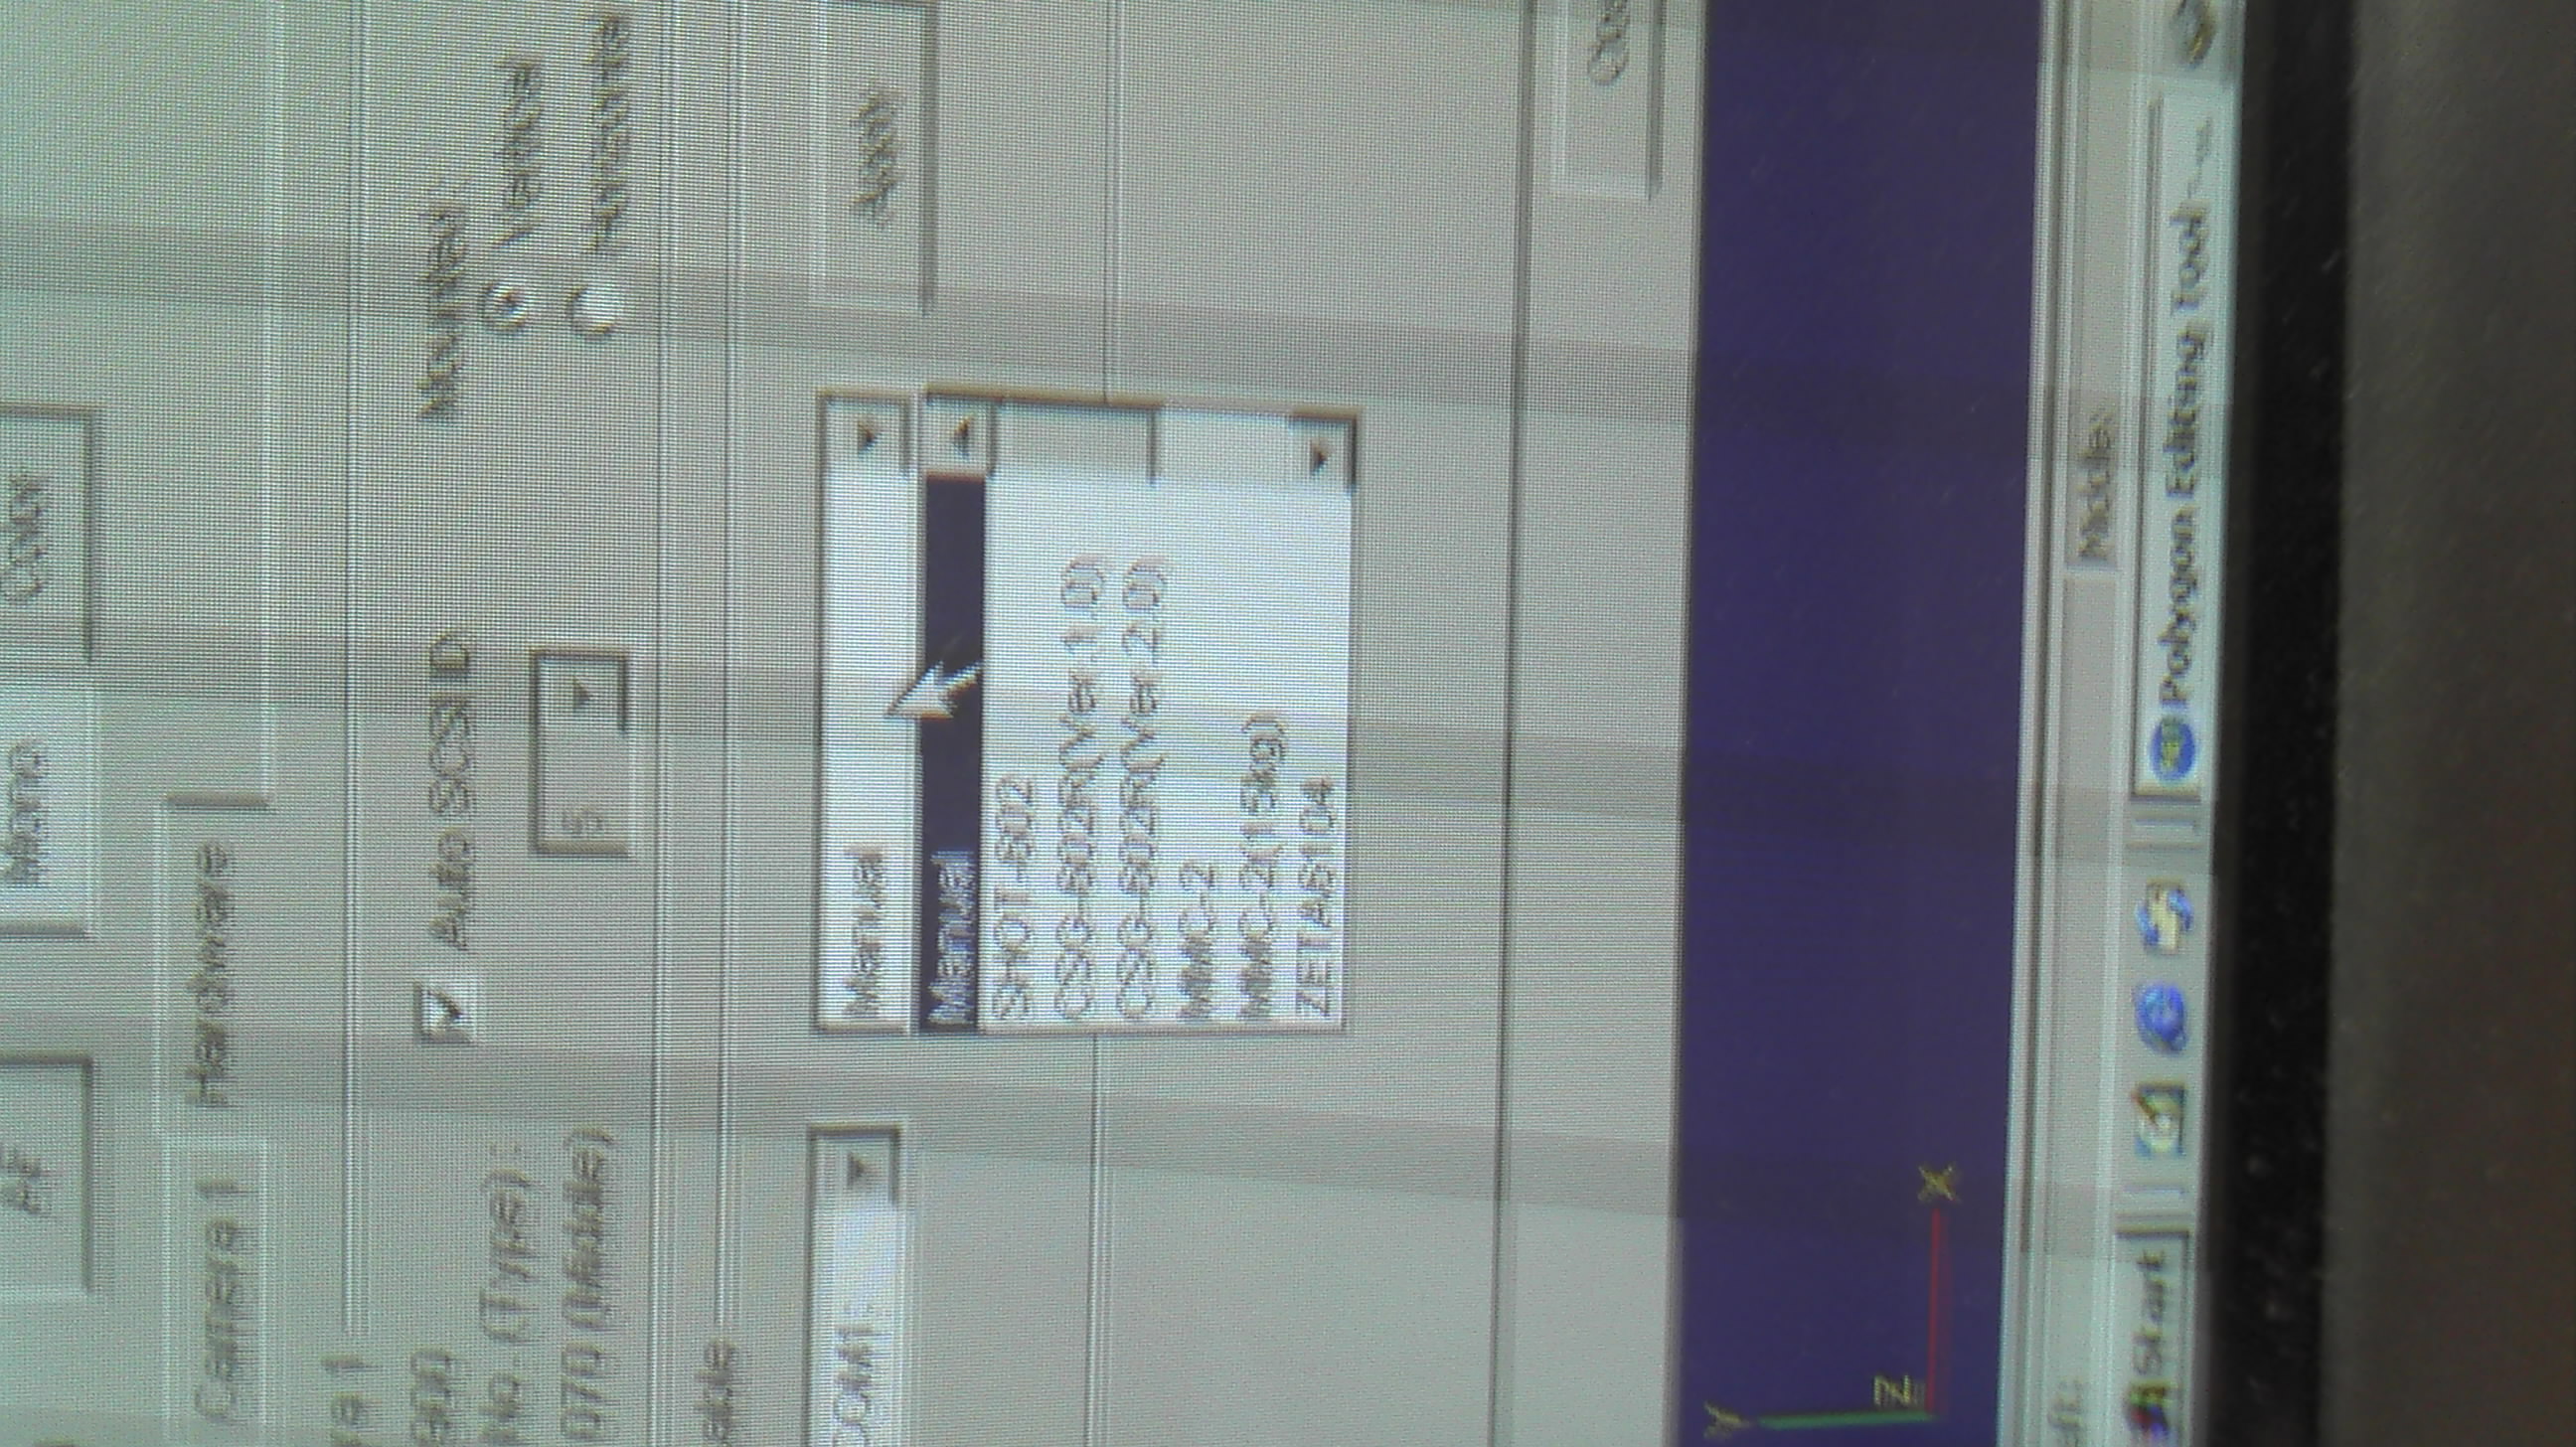 AF Mono Color
Camera 1 Hardware
ra 1
900 Auto SCSI ID Mounted :
No. (Type) : Vertical
070 (Middle) 5 Horizontal
able
COM1: Manual Apply
Manual
SHOT-602
CSG-602R(Ver.1.0)
CSG-602R(Ver.2.0)
MMC-2
MMC-2(15kg)
ZETA6104
Clos
Y
Z
X
eft: Middle:
Start Polygon Editing Tool - ...